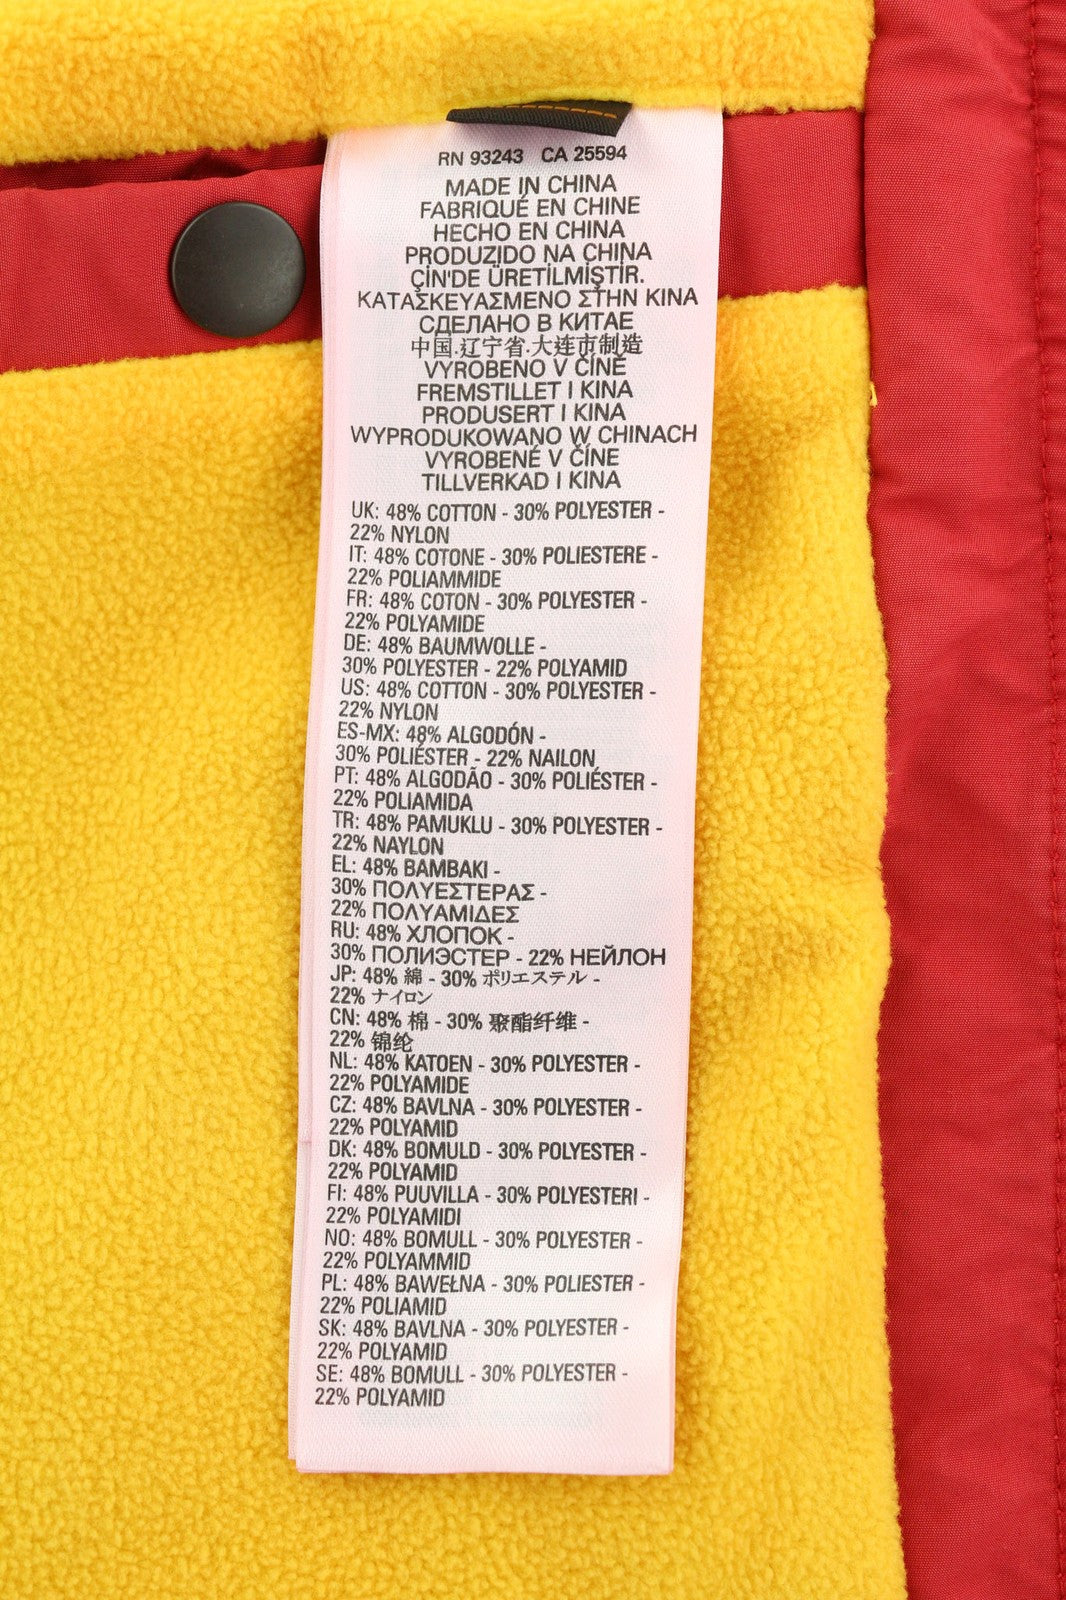 RN 93243 CA 25594
MADE IN CHINA
FABRIQUÉ EN CHINE
HECHO EN CHINA
PRODUZIDO NA CHINA
ÇİN'DE ÜRETİLMİŞTİR.
ΚΑΤΑΣΚΕΥΑΣΜΕΝΟ ΣΤΗΝ ΚΙΝΑ
СДЕЛАНО В КИТАЕ
中国.辽宁省.大连市制造
VYROBENO V ČÍNĚ
FREMSTILLET I KINA
PRODUSERT I KINA
WYPRODUKOWANO W CHINACH
VYROBENÉ V ČÍNE
TILLVERKAD I KINA
UK: 48% COTTON - 30% POLYESTER -
22% NYLON
IT: 48% COTONE - 30% POLIESTERE -
22% POLIAMMIDE
FR: 48% COTON - 30% POLYESTER -
22% POLYAMIDE
DE: 48% BAUMWOLLE -
30% POLYESTER - 22% POLYAMID
US: 48% COTTON - 30% POLYESTER -
22% NYLON
ES-MX: 48% ALGODÓN -
30% POLIÉSTER - 22% NAILON
PT: 48% ALGODÃO - 30% POLIÉSTER -
22% POLIAMIDA
TR: 48% PAMUKLU - 30% POLYESTER -
22% NAYLON
EL: 48% ΒΑΜΒΑΚΙ -
30% ΠΟΛΥΕΣΤΕΡΑΣ -
22% ΠΟΛΥΑΜΙΔΕΣ
RU: 48% ХЛОПОК -
30% ПОЛИЭСТЕР - 22% НЕЙЛОН
JP: 48% 綿 - 30% ポリエステル -
22% ナイロン
CN: 48% 棉 - 30% 聚酯纤维 -
22% 锦纶
NL: 48% KATOEN - 30% POLYESTER -
22% POLYAMIDE
CZ: 48% BAVLNA - 30% POLYESTER -
22% POLYAMID
DK: 48% BOMULD - 30% POLYESTER -
22% POLYAMID
FI: 48% PUUVILLA - 30% POLYESTERI -
22% POLYAMIDI
NO: 48% BOMULL - 30% POLYESTER -
22% POLYAMMID
PL: 48% BAWEŁNA - 30% POLIESTER -
22% POLIAMID
SK: 48% BAVLNA - 30% POLYESTER -
22% POLYAMID
SE: 48% BOMULL - 30% POLYESTER -
22% POLYAMID